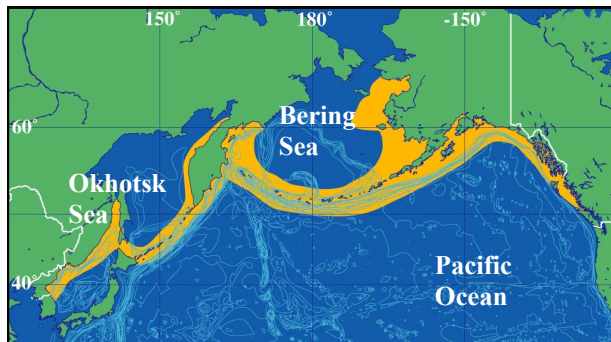 150°
180°
-150°
60°
Bering
Sea
Okhotsk
Sea
40°
Pacific
Ocean